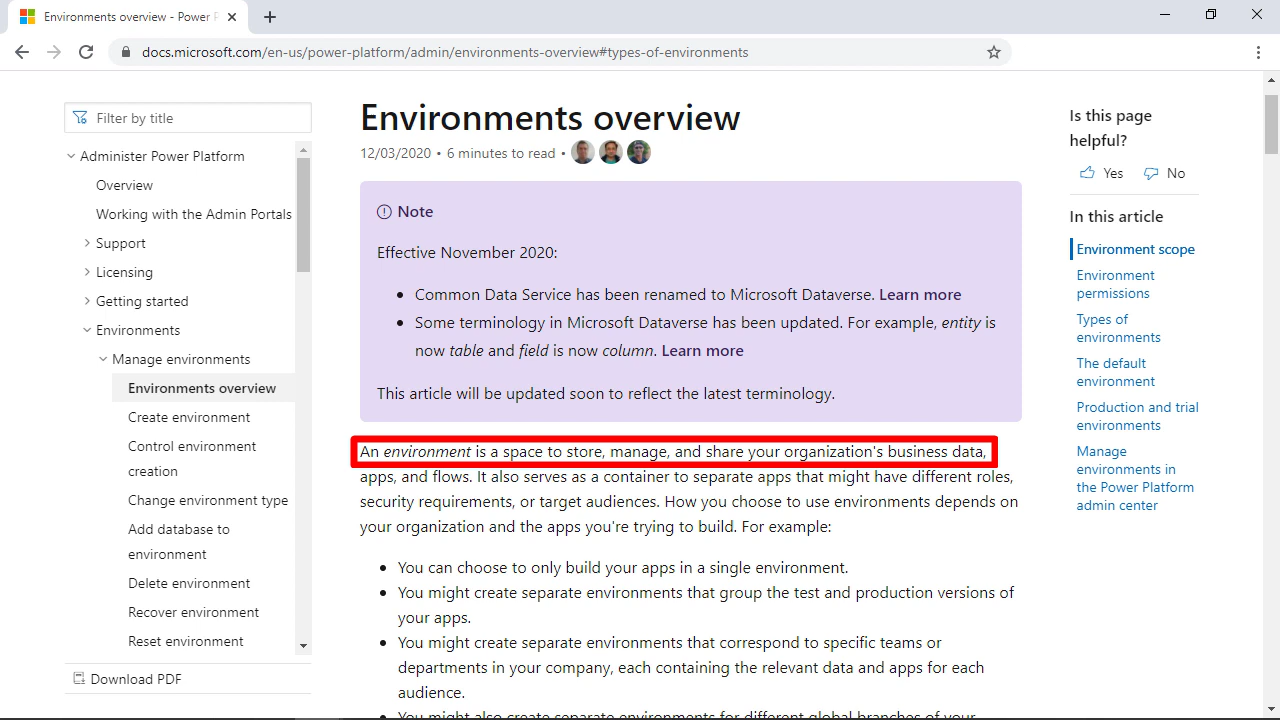 Environments overview - Power P
docs.microsoft.com/en-us/power-platform/admin/environments-overview#types-of-environments
Filter by title
Administer Power Platform
Overview
Working with the Admin Portals
Support
Licensing
Getting started
Environments
Manage environments
Environments overview
Create environment
Control environment
creation
Change environment type
Add database to
environment
Delete environment
Recover environment
Reset environment
Download PDF
Environments overview
12/03/2020 • 6 minutes to read •
Note
Effective November 2020:
• Common Data Service has been renamed to Microsoft Dataverse. Learn more
• Some terminology in Microsoft Dataverse has been updated. For example, entity is
now table and field is now column. Learn more
This article will be updated soon to reflect the latest terminology.
An environment is a space to store, manage, and share your organization's business data,
apps, and flows. It also serves as a container to separate apps that might have different roles,
security requirements, or target audiences. How you choose to use environments depends on
your organization and the apps you're trying to build. For example:
• You can choose to only build your apps in a single environment.
• You might create separate environments that group the test and production versions of
your apps.
• You might create separate environments that correspond to specific teams or
departments in your company, each containing the relevant data and apps for each
audience.
• You might also create separate environments for different global branches of your
Is this page
helpful?
Yes No
In this article
Environment scope
Environment
permissions
Types of
environments
The default
environment
Production and trial
environments
Manage
environments in
the Power Platform
admin center